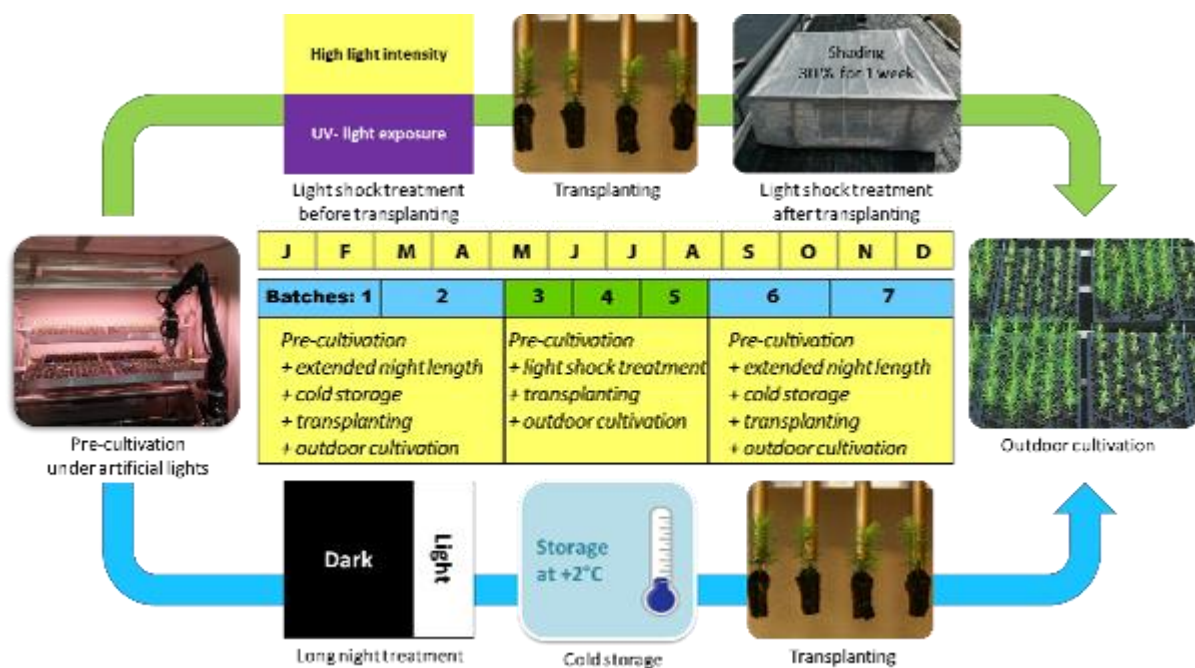 High light intensity
UV- light exposure
Light shock treatment
before transplanting
Transplanting
Shading
30 % for 1 week
Light shock treatment
after transplanting
J F M A M J J A S O N D
Batches: 1 2 3 4 5 6 7
Pre-cultivation
+ extended night length
+ cold storage
+ transplanting
+ outdoor cultivation
Pre-cultivation
+ light shock treatment
+ transplanting
+ outdoor cultivation
Pre-cultivation
+ extended night length
+ cold storage
+ transplanting
+ outdoor cultivation
Pre-cultivation
under artificial lights
Outdoor cultivation
Dark
Light
Long night treatment
Storage
at +2°C
Cold storage
Transplanting